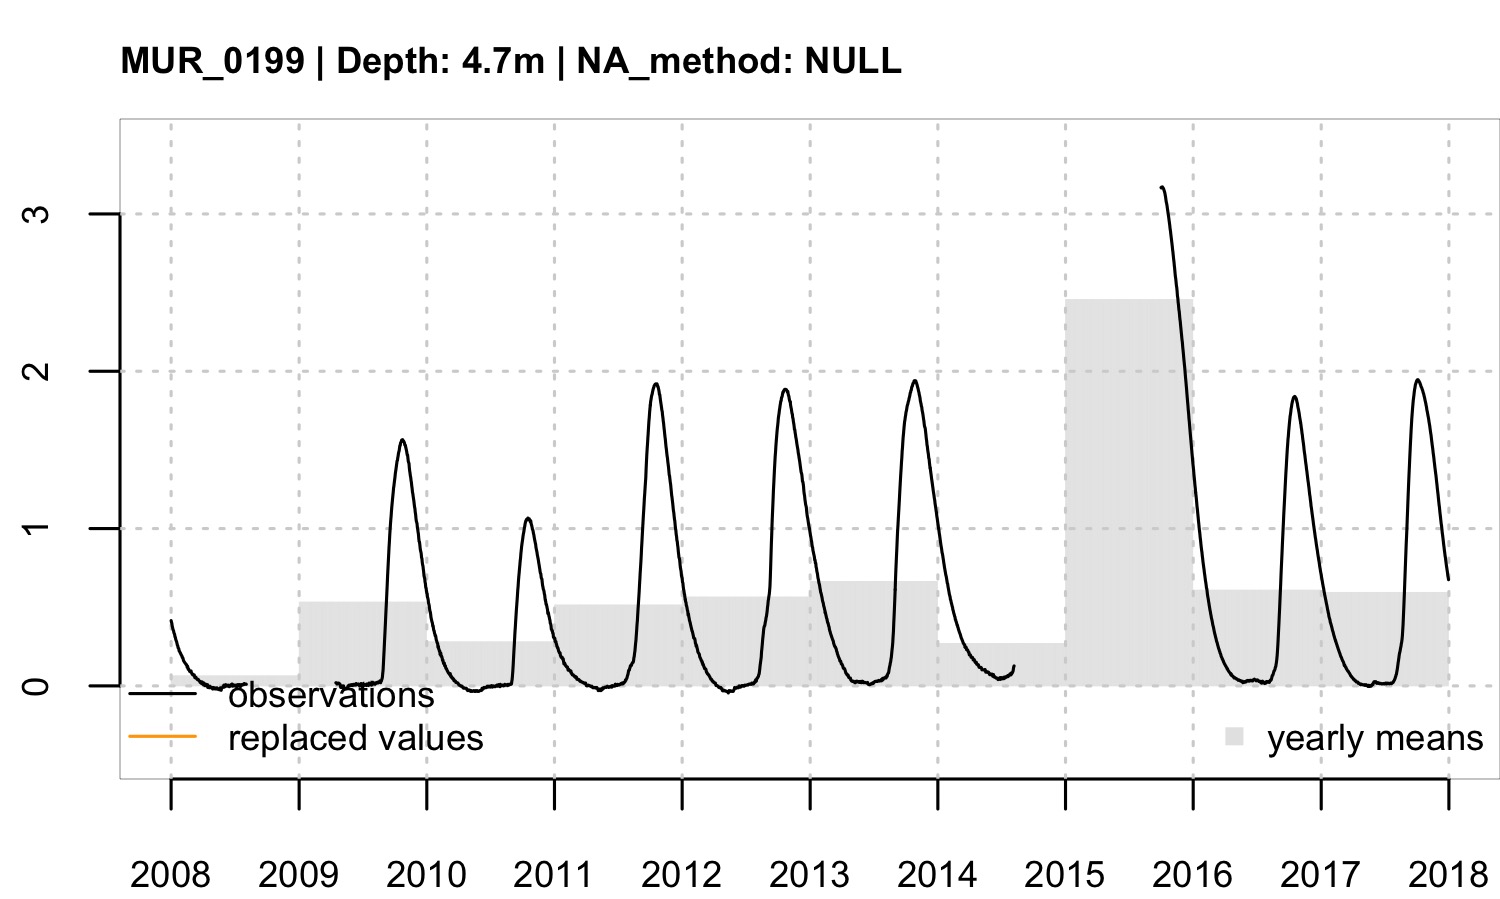 MUR_0199 | Depth: 4.7m | NA_method: NULL
3
2
1
0
observations
replaced values
yearly means
2008 2009 2010 2011 2012 2013 2014 2015 2016 2017 2018